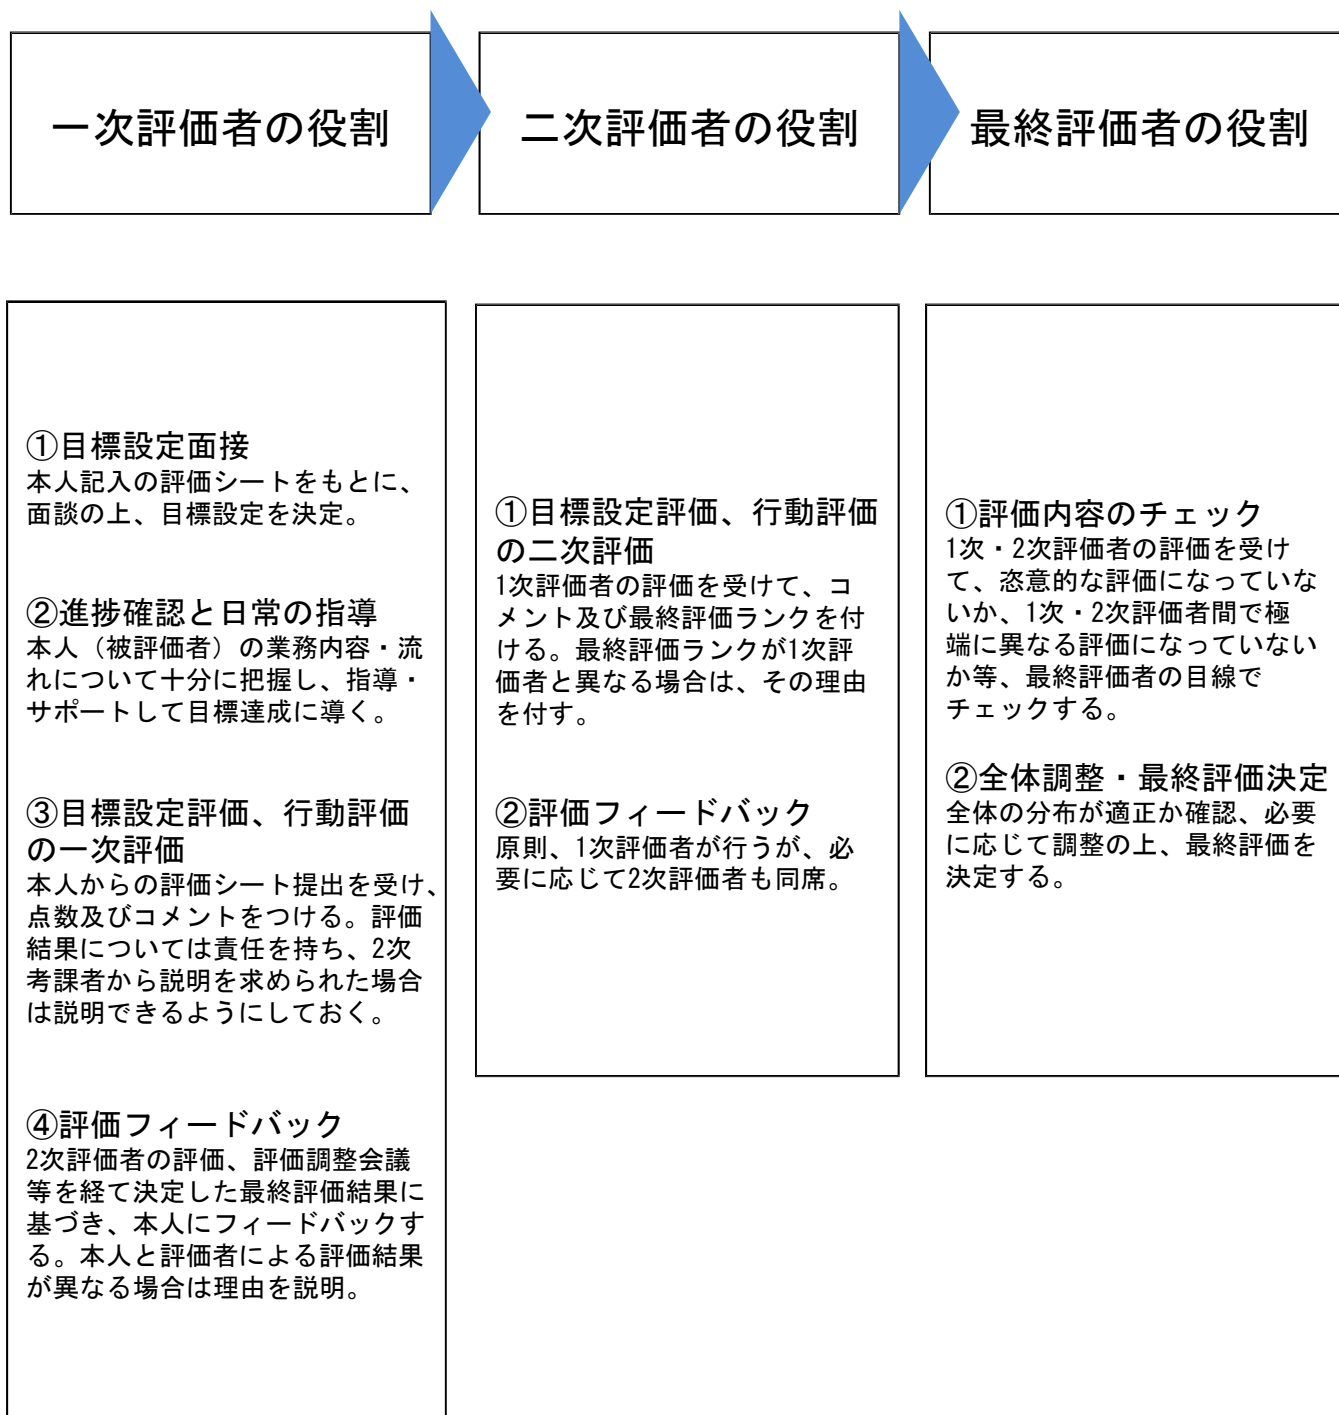 一次評価者の役割
二次評価者の役割
最終評価者の役割
①目標設定面接
本人記入の評価シートをもとに、
面談の上、目標設定を決定。
②進捗確認と日常の指導
本人（被評価者）の業務内容・流
れについて十分に把握し、指導・
サポートして目標達成に導く。
③目標設定評価、行動評価
の一次評価
本人からの評価シート提出を受け、
点数及びコメントをつける。評価
結果については責任を持ち、2次
考課者から説明を求められた場合
は説明できるようにしておく。
④評価フィードバック
2次評価者の評価、評価調整会議
等を経て決定した最終評価結果に
基づき、本人にフィードバックす
る。本人と評価者による評価結果
が異なる場合は理由を説明。
①目標設定評価、行動評価
の二次評価
1次評価者の評価を受けて、コ
メント及び最終評価ランクを付
ける。最終評価ランクが1次評
価者と異なる場合は、その理由
を付す。
②評価フィードバック
原則、1次評価者が行うが、必
要に応じて2次評価者も同席。
①評価内容のチェック
1次・2次評価者の評価を受け
て、恣意的な評価になっていな
いか、1次・2次評価者間で極
端に異なる評価になっていない
か等、最終評価者の目線で
チェックする。
②全体調整・最終評価決定
全体の分布が適正か確認、必要
に応じて調整の上、最終評価を
決定する。